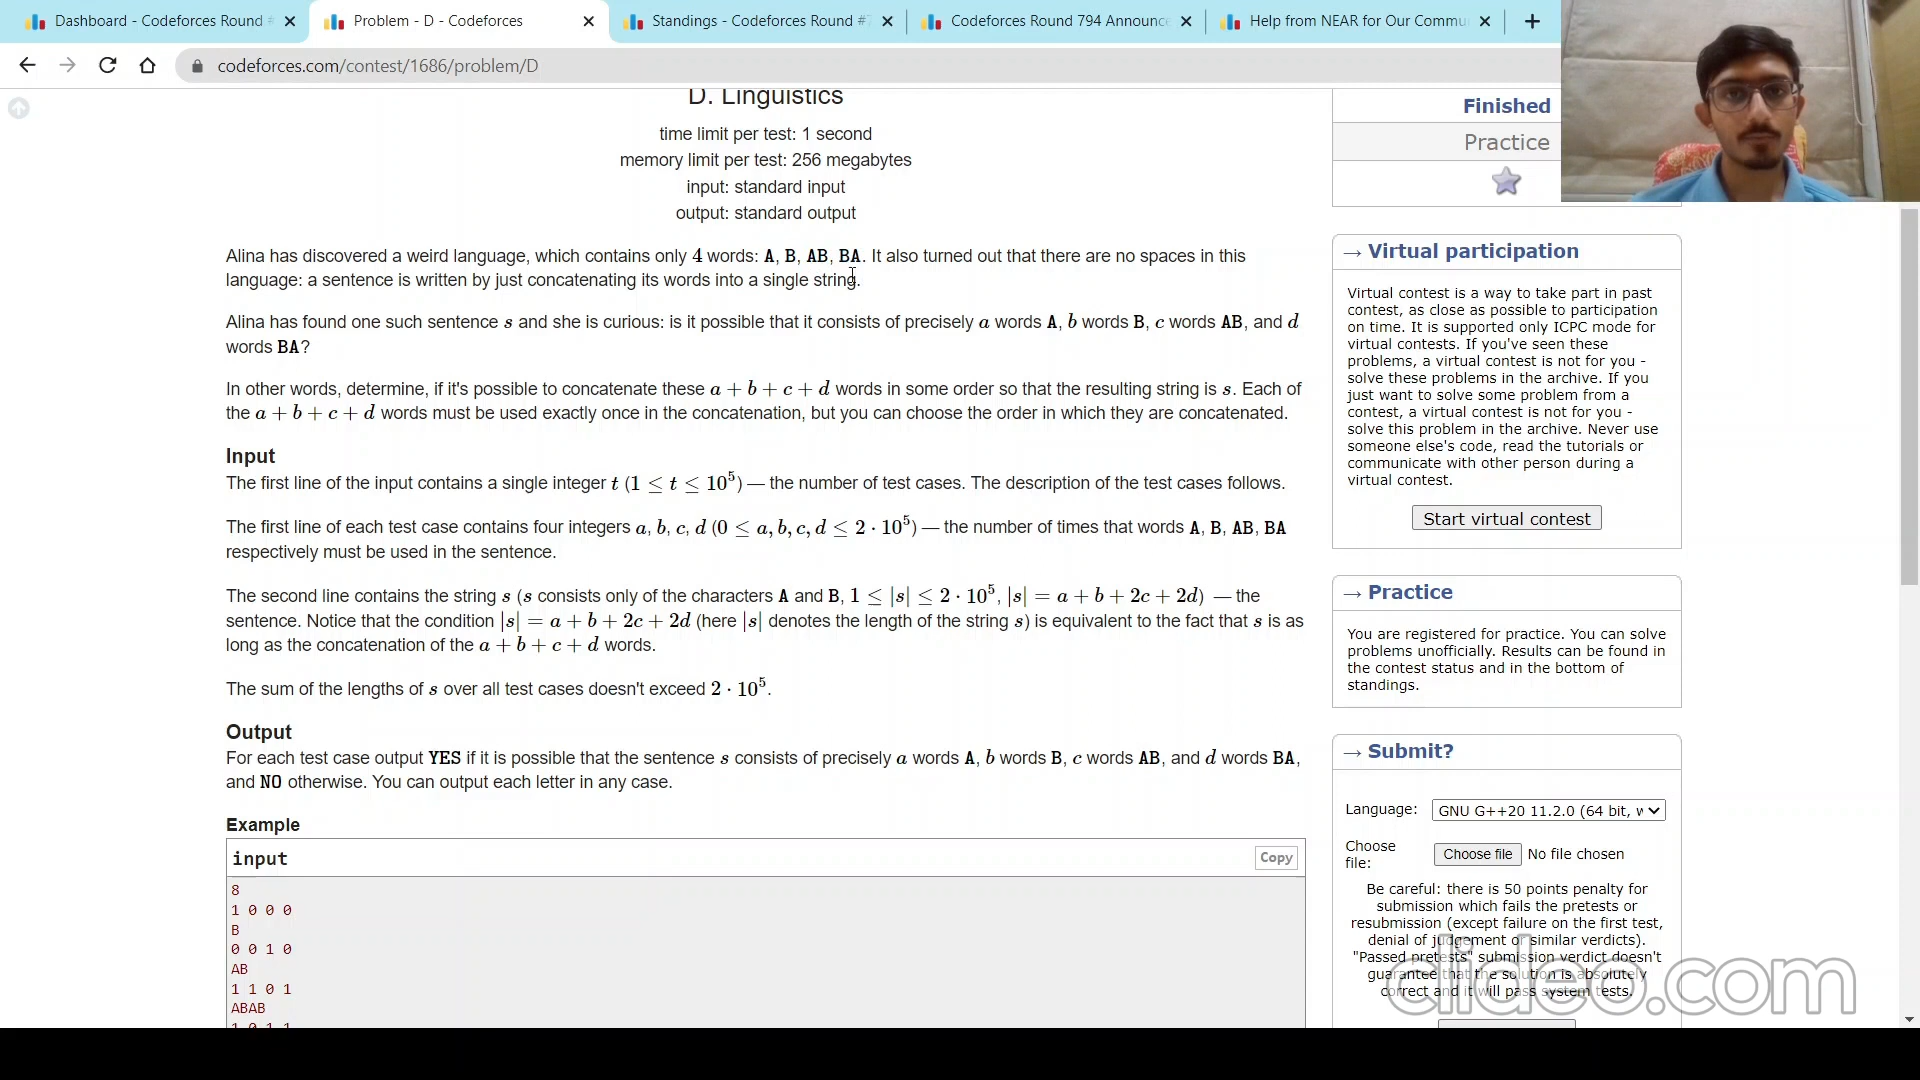 Dashboard - Codeforces Round #
Problem - D - Codeforces
Standings - Codeforces Round #7
Codeforces Round 794 Announce
Help from NEAR for Our Commu
codeforces.com/contest/1686/problem/D
D. Linguistics
time limit per test: 1 second
memory limit per test: 256 megabytes
input: standard input
output: standard output
Alina has discovered a weird language, which contains only 4 words: A, B, AB, BA. It also turned out that there are no spaces in this
language: a sentence is written by just concatenating its words into a single string.
Alina has found one such sentence s and she is curious: is it possible that it consists of precisely a words A, b words B, c words AB, and d
words BA?
In other words, determine, if it's possible to concatenate these a + b + c + d words in some order so that the resulting string is s. Each of
the a + b + c + d words must be used exactly once in the concatenation, but you can choose the order in which they are concatenated.
Input
The first line of the input contains a single integer t (1 ≤ t ≤ 10^5) — the number of test cases. The description of the test cases follows.
The first line of each test case contains four integers a, b, c, d (0 ≤ a, b, c, d ≤ 2 · 10^5) — the number of times that words A, B, AB, BA
respectively must be used in the sentence.
The second line contains the string s (s consists only of the characters A and B, 1 ≤ |s| ≤ 2 · 10^5, |s| = a + b + 2c + 2d) — the
sentence. Notice that the condition |s| = a + b + 2c + 2d (here |s| denotes the length of the string s) is equivalent to the fact that s is as
long as the concatenation of the a + b + c + d words.
The sum of the lengths of s over all test cases doesn't exceed 2 · 10^5.
Output
For each test case output YES if it is possible that the sentence s consists of precisely a words A, b words B, c words AB, and d words BA,
and NO otherwise. You can output each letter in any case.
Example
input
Copy
8
1 0 0 0
B
0 0 1 0
AB
1 1 0 1
ABAB
1 0 1 1
Finished
Practice
→ Virtual participation
Virtual contest is a way to take part in past
contest, as close as possible to participation
on time. It is supported only ICPC mode for
virtual contests. If you've seen these
problems, a virtual contest is not for you -
solve these problems in the archive. If you
just want to solve some problem from a
contest, a virtual contest is not for you -
solve this problem in the archive. Never use
someone else's code, read the tutorials or
communicate with other person during a
virtual contest.
Start virtual contest
→ Practice
You are registered for practice. You can solve
problems unofficially. Results can be found in
the contest status and in the bottom of
standings.
→ Submit?
Language:
GNU G++20 11.2.0 (64 bit, w
Choose
file:
Choose file No file chosen
Be careful: there is 50 points penalty for
submission which fails the pretests or
resubmission (except failure on the first test,
denial of judgement or similar verdicts).
"Passed pretests" submission verdict doesn't
guarantee that the solution is absolutely
correct and it will pass system tests.
clideo.com